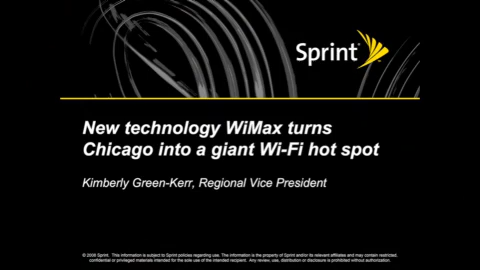 Sprint
New technology WiMax turns
Chicago into a giant Wi-Fi hot spot
Kimberly Green-Kerr, Regional Vice President
© 2008 Sprint. This information is subject to Sprint policies regarding use. The information is the property of Sprint and/or its relevant affiliates and may contain restricted,
confidential or privileged materials intended for the sole use of the intended recipient. Any review, use, distribution or disclosure is prohibited without authorization.